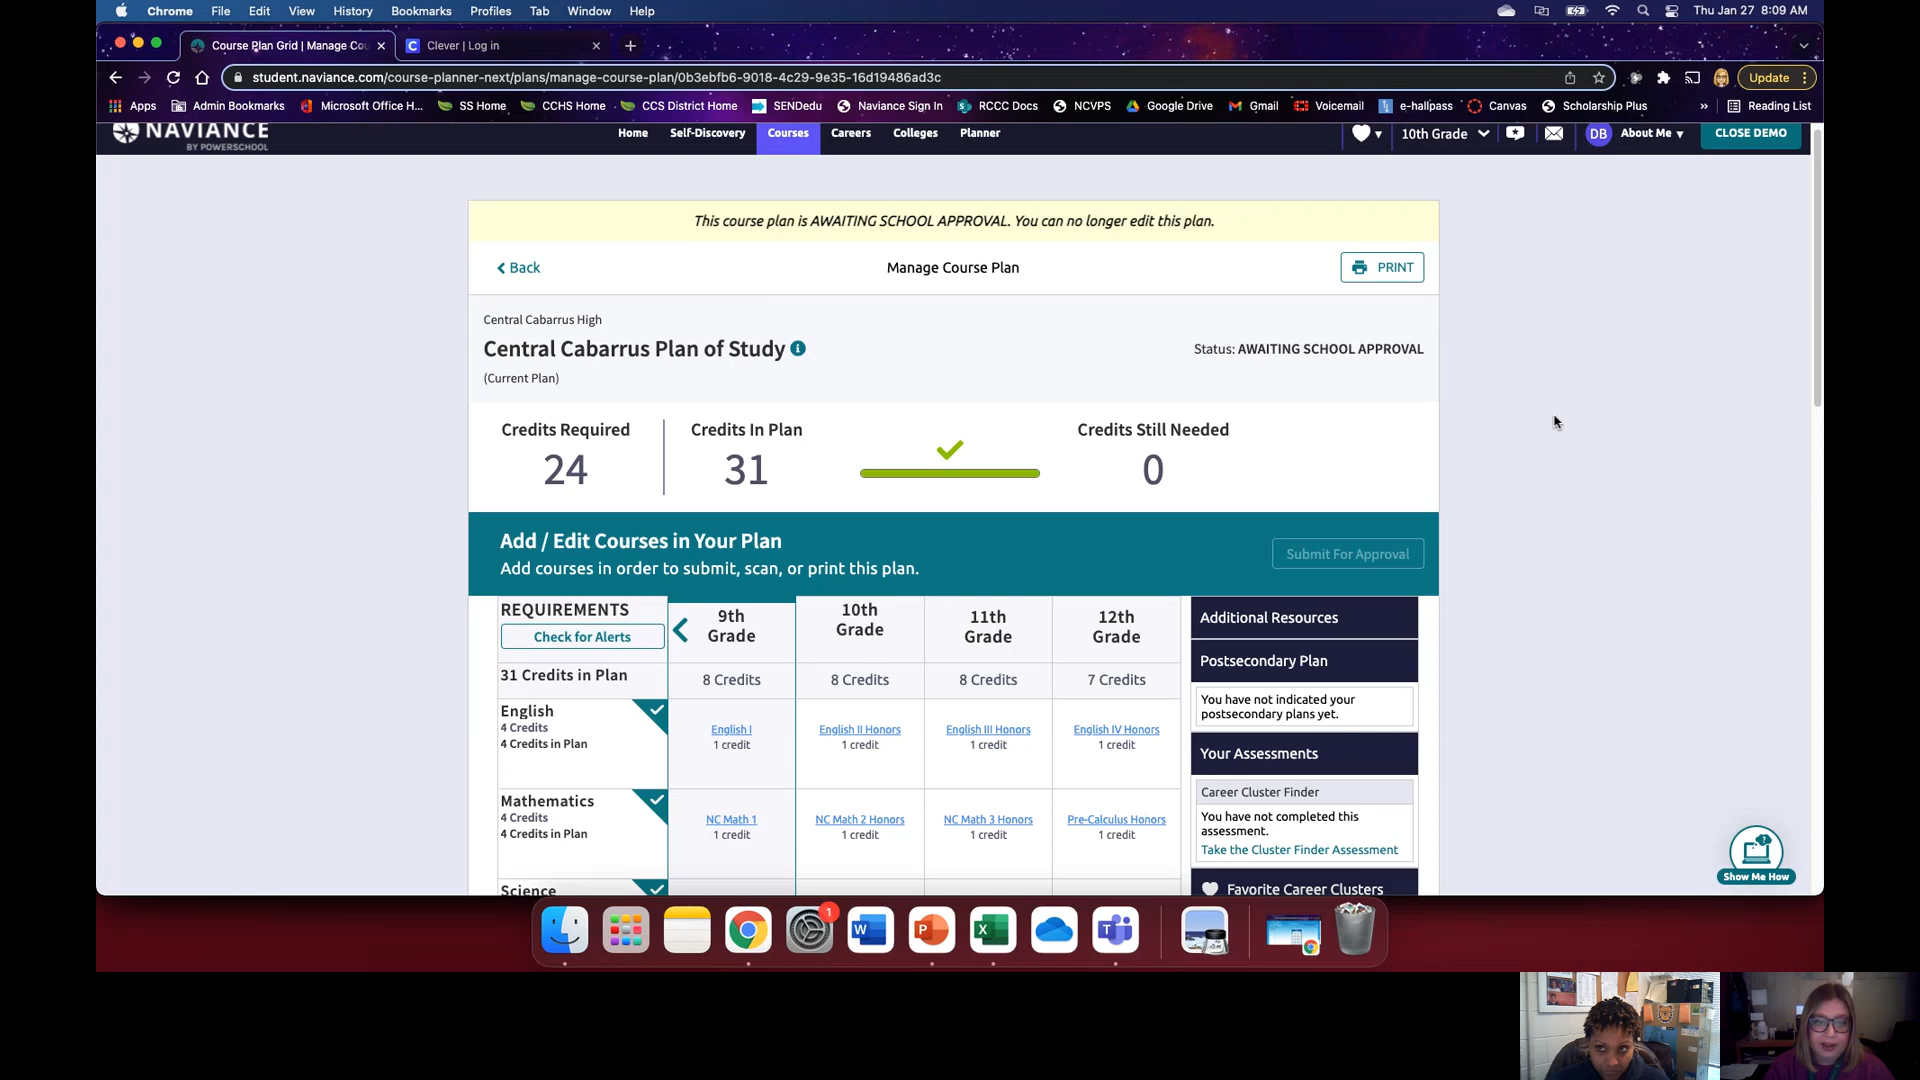 Chrome File Edit View History Bookmarks Profiles Tab Window Help Thu Jan 27 8:09 AM
Course Plan Grid | Manage Cou Clever | Log in
student.naviance.com/course-planner-next/plans/manage-course-plan/0b3ebfb6-9018-4c29-9e35-16d19486ad3c Update
Apps Admin Bookmarks Microsoft Office H... SS Home CCHS Home CCS District Home SENDedu Naviance Sign In RCCC Docs NCVPS Google Drive Gmail Voicemail e-hallpass Canvas Scholarship Plus » Reading List
NAVIANCE
BY POWERSCHOOL
Home Self-Discovery Courses Careers Colleges Planner 10th Grade DB About Me CLOSE DEMO
This course plan is AWAITING SCHOOL APPROVAL. You can no longer edit this plan.
Back Manage Course Plan PRINT
Central Cabarrus High
Central Cabarrus Plan of Study
Status: AWAITING SCHOOL APPROVAL
(Current Plan)
Credits Required Credits In Plan Credits Still Needed
24 31 0
Add / Edit Courses in Your Plan
Add courses in order to submit, scan, or print this plan.
Submit For Approval
REQUIREMENTS
Check for Alerts
9th Grade 10th Grade 11th Grade 12th Grade
31 Credits in Plan 8 Credits 8 Credits 8 Credits 7 Credits
English
4 Credits
4 Credits in Plan
English I English II Honors English III Honors English IV Honors
1 credit 1 credit 1 credit 1 credit
Mathematics
4 Credits
4 Credits in Plan
NC Math 1 NC Math 2 Honors NC Math 3 Honors Pre-Calculus Honors
1 credit 1 credit 1 credit 1 credit
Science
Additional Resources
Postsecondary Plan
You have not indicated your
postsecondary plans yet.
Your Assessments
Career Cluster Finder
You have not completed this
assessment.
Take the Cluster Finder Assessment
Favorite Career Clusters
Show Me How
1
W P X T